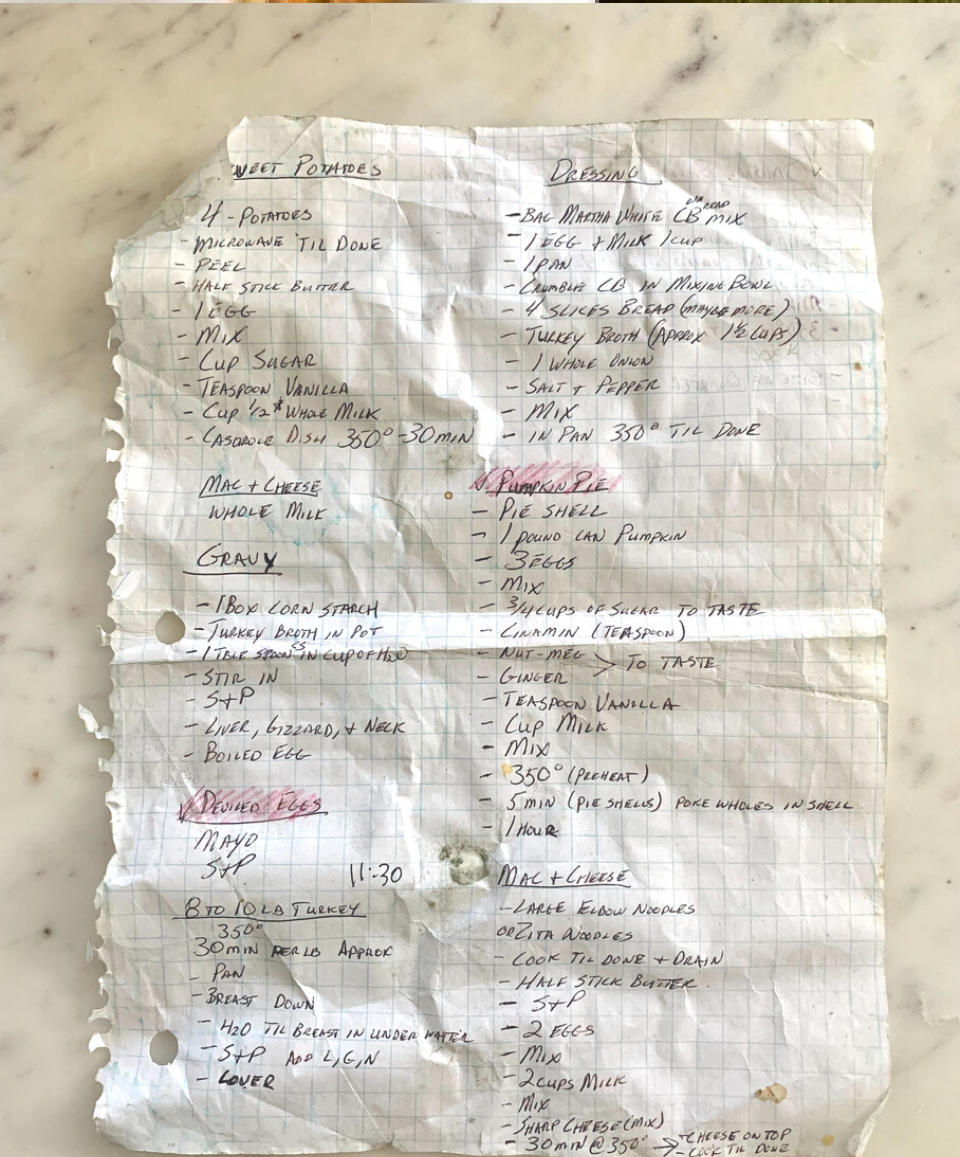 SWEET POTATOES
4 - POTATOES
- MICROWAVE 'TIL DONE
- PEEL
- HALF STICK BUTTER
- 1 EGG
- MIX
- CUP SUGAR
- TEASPOON VANILLA
- CUP 1/2 * WHOLE MILK
- CASOROLE DISH 350° - 30 MIN
MAC + CHEESE
WHOLE MILK
GRAVY
- 1 BOX CORN STARCH
- TURKEY BROTH IN POT
- 1 TBLE SPOON ES IN CUP OF H2O
- STIR IN
- S+P
- LIVER, GIZZARD, + NECK
- BOILED EGG
√ DEVILED EGGS
MAYO
S+P
11:30
8 TO 10 LB TURKEY
350°
30 MIN PER LB APPROX
- PAN
- BREAST DOWN
- H2O TIL BREAST IN UNDER WATTER
- S+P ADD L, G, N
- COVER
DRESSING
- BAG MARTHA WHITE CB MIX
- 1 EGG + MILK 1 CUP
- 1 PAN
- CRUMBLE CB IN MIXING BOWL
- 4 SLICES BREAD (MAYBE MORE)
- TURKEY BROTH (APPROX 1 1/2 CUPS)
- 1 WHOLE ONION
- SALT + PEPPER
- MIX
- IN PAN 350° TIL DONE
√ PUMPKIN PIE
- PIE SHELL
- 1 POUND CAN PUMPKIN
- 3 EGGS
- MIX
- 3/4 CUPS OF SUGAR TO TASTE
- CINAMIN (TEASPOON)
- NUT-MEG > TO TASTE
- GINGER
- TEASPOON VANILLA
- CUP MILK
- MIX
- 350° (PREHEAT)
- 5 MIN (PIE SHELLS) POKE WHOLES IN SHELL
- 1 HOUR
MAC + CHEESE
- LARGE ELBOW NOODLES
OR ZITA NOODLES
- COOK TIL DONE + DRAIN
- HALF STICK BUTTER
- S+P
- 2 EGGS
- MIX
- 2 CUPS MILK
- MIX
- SHARP CHEESE (MIX)
- 30 MIN @ 350° → - CHEESE ON TOP
- COOK TIL DONE